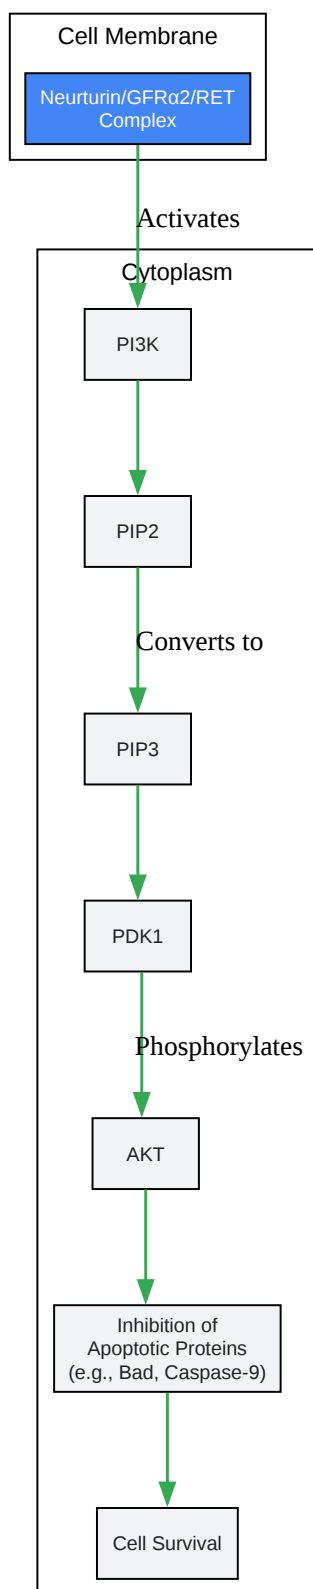 Cell Membrane
Neurturin/GFRα2/RET
Complex
Activates
Cytoplasm
PI3K
PIP2
Converts to
PIP3
PDK1
Phosphorylates
AKT
Inhibition of
Apoptotic Proteins
(e.g., Bad, Caspase-9)
Cell Survival